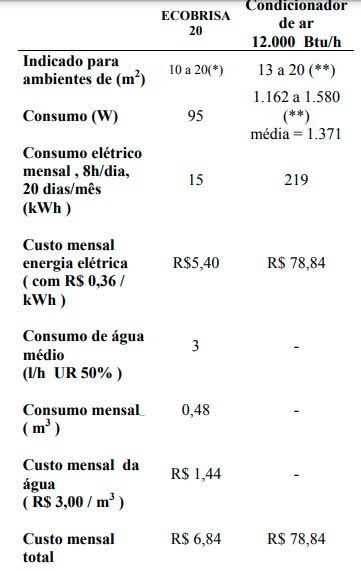 ECOBRISA 20
Condicionador de ar 12.000 Btu/h
Indicado para ambientes de (m²)
10 a 20(*)
13 a 20 (**)
Consumo (W)
95
1.162 a 1.580 (**) média = 1.371
Consumo elétrico mensal , 8h/dia, 20 dias/mês (kWh )
15
219
Custo mensal energia elétrica ( com R$ 0,36 / kWh )
R$5,40
R$ 78,84
Consumo de água médio (l/h UR 50% )
3
-
Consumo mensal ( m³ )
0,48
-
Custo mensal da água ( R$ 3,00 / m³ )
R$ 1,44
-
Custo mensal total
R$ 6,84
R$ 78,84